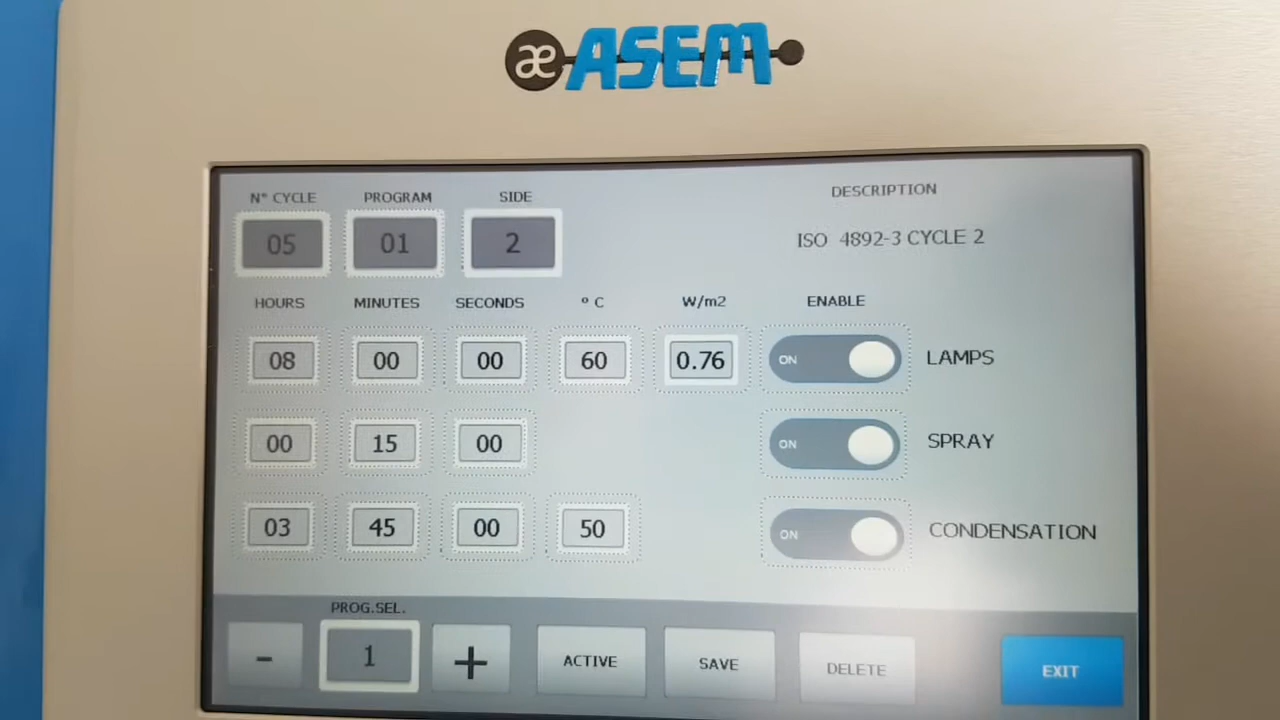 æ ASEM
N° CYCLE PROGRAM SIDE DESCRIPTION
05 01 2 ISO 4892-3 CYCLE 2
HOURS MINUTES SECONDS º C W/m2 ENABLE
08 00 00 60 0.76 ON LAMPS
00 15 00 ON SPRAY
03 45 00 50 ON CONDENSATION
PROG.SEL.
- 1 + ACTIVE SAVE DELETE EXIT